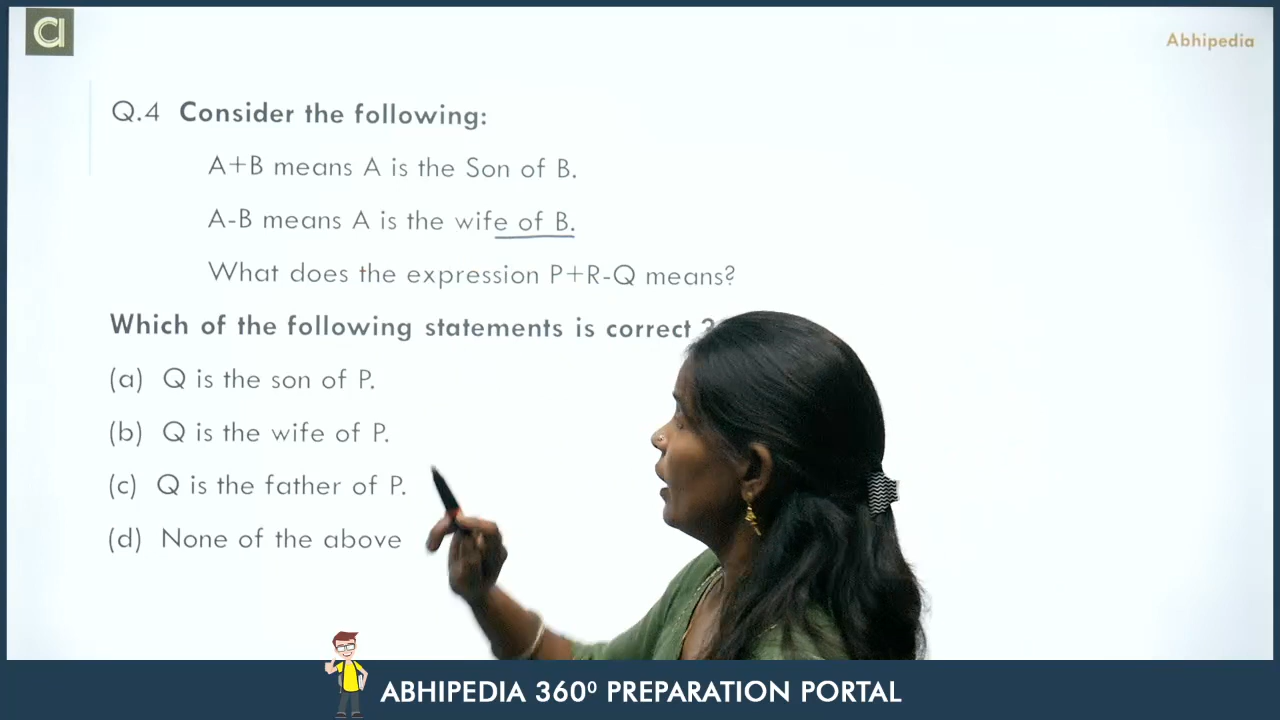 Abhipedia
Q.4 Consider the following:
A+B means A is the Son of B.
A-B means A is the wife of B.
What does the expression P+R-Q means?
Which of the following statements is correct ?
(a) Q is the son of P.
(b) Q is the wife of P.
(c) Q is the father of P.
(d) None of the above
ABHIPEDIA 360⁰ PREPARATION PORTAL